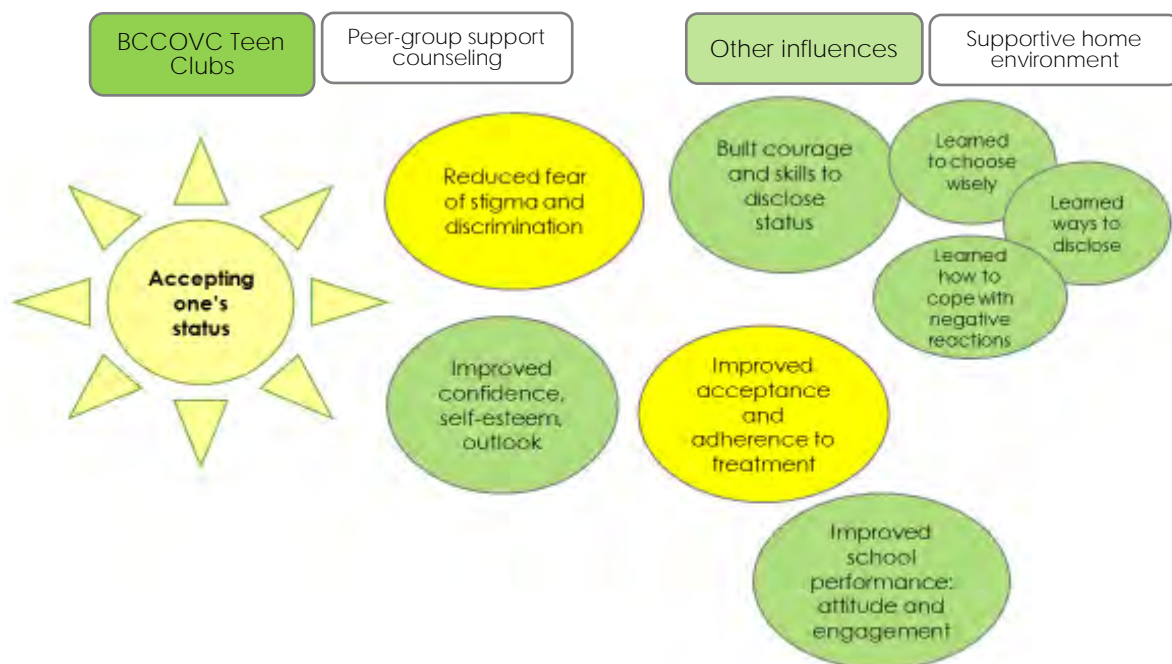 BCCOVC Teen
Clubs
Peer-group support
counseling
Other influences
Supportive home
environment
Accepting
one's
status
Reduced fear
of stigma and
discrimination
Improved
confidence,
self-esteem,
outlook
Built courage
and skills to
disclose
status
Learned
to choose
wisely
Learned
ways to
disclose
Learned
how to
cope with
negative
reactions
Improved
acceptance
and
adherence to
treatment
Improved
school
performance:
attitude and
engagement